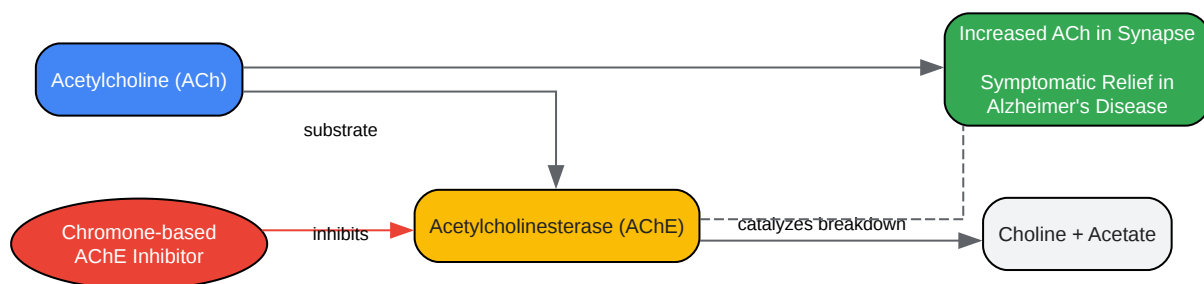 Increased ACh in Synapse
Symptomatic Relief in
Alzheimer's Disease
Acetylcholine (ACh)
substrate
Chromone-based
AChE Inhibitor
inhibits
Acetylcholinesterase (AChE)
catalyzes breakdown
Choline + Acetate